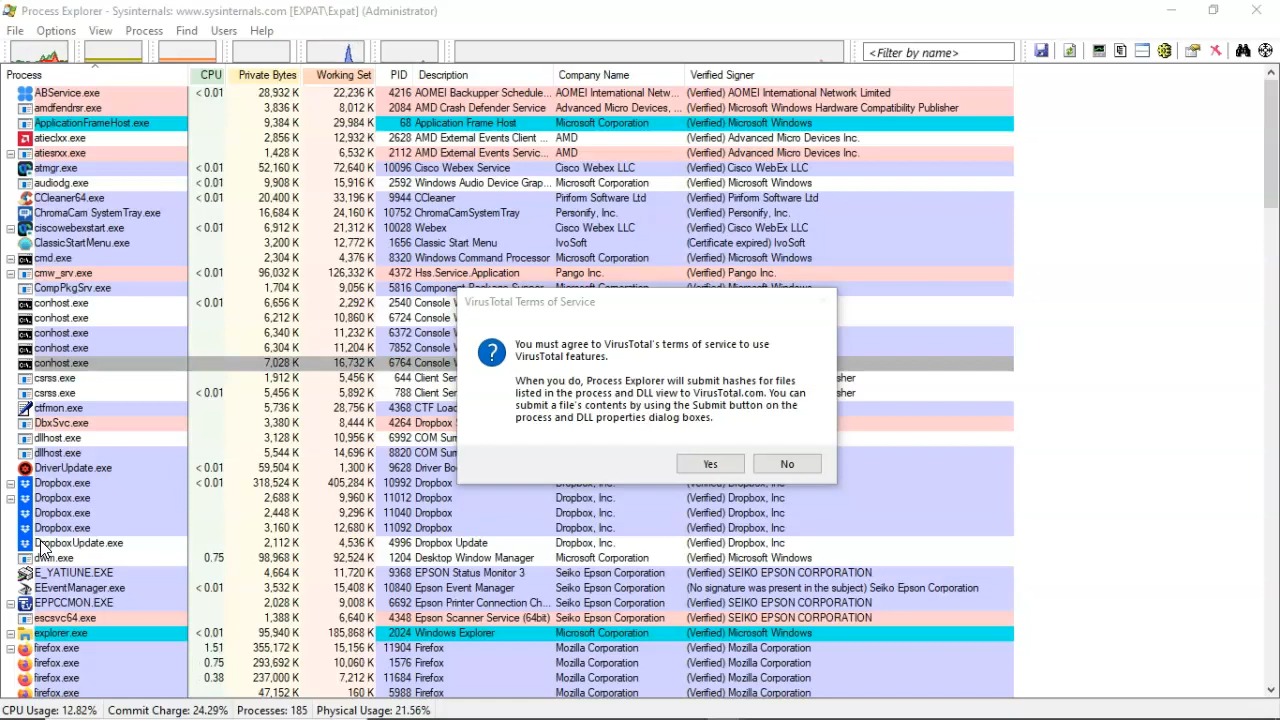 Process Explorer - Sysinternals: www.sysinternals.com [EXPAT\Expat] (Administrator)
File Options View Process Find Users Help
<Filter by name>
Process CPU Private Bytes Working Set PID Description Company Name Verified Signer
ABService.exe < 0.01 28,932 K 22,236 K 4216 AOMEI Backupper Schedule... AOMEI International Netw... (Verified) AOMEI International Network Limited
amdfendrsr.exe 3,836 K 8,012 K 2084 AMD Crash Defender Service Advanced Micro Devices, ... (Verified) Microsoft Windows Hardware Compatibility Publisher
ApplicationFrameHost.exe 9,384 K 29,984 K 68 Application Frame Host Microsoft Corporation (Verified) Microsoft Windows
atieclxx.exe 2,856 K 12,932 K 2628 AMD External Events Client ... AMD (Verified) Advanced Micro Devices Inc.
atiesrxx.exe 1,428 K 6,532 K 2112 AMD External Events Servic... AMD (Verified) Advanced Micro Devices Inc.
atmgr.exe < 0.01 52,160 K 72,640 K 10096 Cisco Webex Service Cisco WebEx LLC (Verified) Cisco WebEx LLC
audiodg.exe < 0.01 9,908 K 15,916 K 2592 Windows Audio Device Grap... Microsoft Corporation (Verified) Microsoft Windows
CCleaner64.exe < 0.01 20,400 K 33,196 K 9944 CCleaner Piriform Software Ltd (Verified) Piriform Software Ltd
ChromaCam SystemTray.exe 16,684 K 24,160 K 10752 ChromaCamSystemTray Personify, Inc. (Verified) Personify, Inc.
ciscowebexstart.exe < 0.01 6,912 K 21,312 K 10028 Webex Cisco WebEx LLC (Verified) Cisco WebEx LLC
ClassicStartMenu.exe 3,200 K 12,772 K 1656 Classic Start Menu IvoSoft (Certificate expired) IvoSoft
cmd.exe 2,304 K 4,376 K 8320 Windows Command Processor Microsoft Corporation (Verified) Microsoft Windows
cmw_srv.exe < 0.01 96,032 K 126,332 K 4372 Hss.Service.Application Pango Inc. (Verified) Pango Inc.
CompPkgSrv.exe 1,704 K 9,056 K 5816
conhost.exe < 0.01 6,656 K 2,292 K 2540 Console W
conhost.exe 6,212 K 10,860 K 6724 Console W
conhost.exe 6,340 K 11,232 K 6372 Console W
conhost.exe 6,304 K 11,204 K 7852 Console W
conhost.exe 7,028 K 16,732 K 6764 Console W
csrss.exe 1,912 K 5,456 K 644 Client Ser sher
csrss.exe < 0.01 5,456 K 5,892 K 788 Client Ser sher
ctfmon.exe 5,736 K 28,756 K 4368 CTF Load
DbxSvc.exe 3,380 K 8,444 K 4264 Dropbox
dllhost.exe 3,128 K 10,956 K 6992 COM Surr
dllhost.exe 5,544 K 14,696 K 8820 COM Surr
VirusTotal Terms of Service
You must agree to VirusTotal's terms of service to use
VirusTotal features.
When you do, Process Explorer will submit hashes for files
listed in the process and DLL view to VirusTotal.com. You can
submit a file's contents by using the Submit button on the
process and DLL properties dialog boxes.
Yes No
DriverUpdate.exe < 0.01 59,504 K 1,300 K 9628 Driver Bo
Dropbox.exe < 0.01 318,524 K 405,284 K 10992 Dropbox Dropbox, Inc. (Verified) Dropbox, Inc
Dropbox.exe 2,688 K 9,960 K 11012 Dropbox Dropbox, Inc. (Verified) Dropbox, Inc
Dropbox.exe 2,448 K 9,296 K 11040 Dropbox Dropbox, Inc. (Verified) Dropbox, Inc
Dropbox.exe 3,160 K 12,680 K 11092 Dropbox Dropbox, Inc. (Verified) Dropbox, Inc
DropboxUpdate.exe 2,112 K 4,536 K 4996 Dropbox Update Dropbox, Inc. (Verified) Dropbox, Inc
dwm.exe 0.75 98,968 K 92,524 K 1204 Desktop Window Manager Microsoft Corporation (Verified) Microsoft Windows
E_YATIUNE.EXE 4,664 K 11,720 K 9368 EPSON Status Monitor 3 Seiko Epson Corporation (Verified) SEIKO EPSON CORPORATION
EEventManager.exe < 0.01 3,532 K 15,408 K 10840 Epson Event Manager Seiko Epson Corporation (No signature was present in the subject) Seiko Epson Corporation
EPPCCMON.EXE 2,028 K 9,008 K 6692 Epson Printer Connection Ch... Seiko Epson Corporation (Verified) SEIKO EPSON CORPORATION
escsvc64.exe 1,388 K 6,640 K 4348 Epson Scanner Service (64bit) Seiko Epson Corporation (Verified) SEIKO EPSON CORPORATION
explorer.exe < 0.01 95,940 K 185,868 K 2024 Windows Explorer Microsoft Corporation (Verified) Microsoft Windows
firefox.exe 1.51 355,172 K 15,156 K 11904 Firefox Mozilla Corporation (Verified) Mozilla Corporation
firefox.exe 0.75 293,692 K 10,060 K 1576 Firefox Mozilla Corporation (Verified) Mozilla Corporation
firefox.exe 0.38 237,000 K 7,212 K 11684 Firefox Mozilla Corporation (Verified) Mozilla Corporation
firefox.exe 47,152 K 160 K 5988 Firefox Mozilla Corporation (Verified) Mozilla Corporation
CPU Usage: 12.82% Commit Charge: 24.29% Processes: 185 Physical Usage: 21.56%